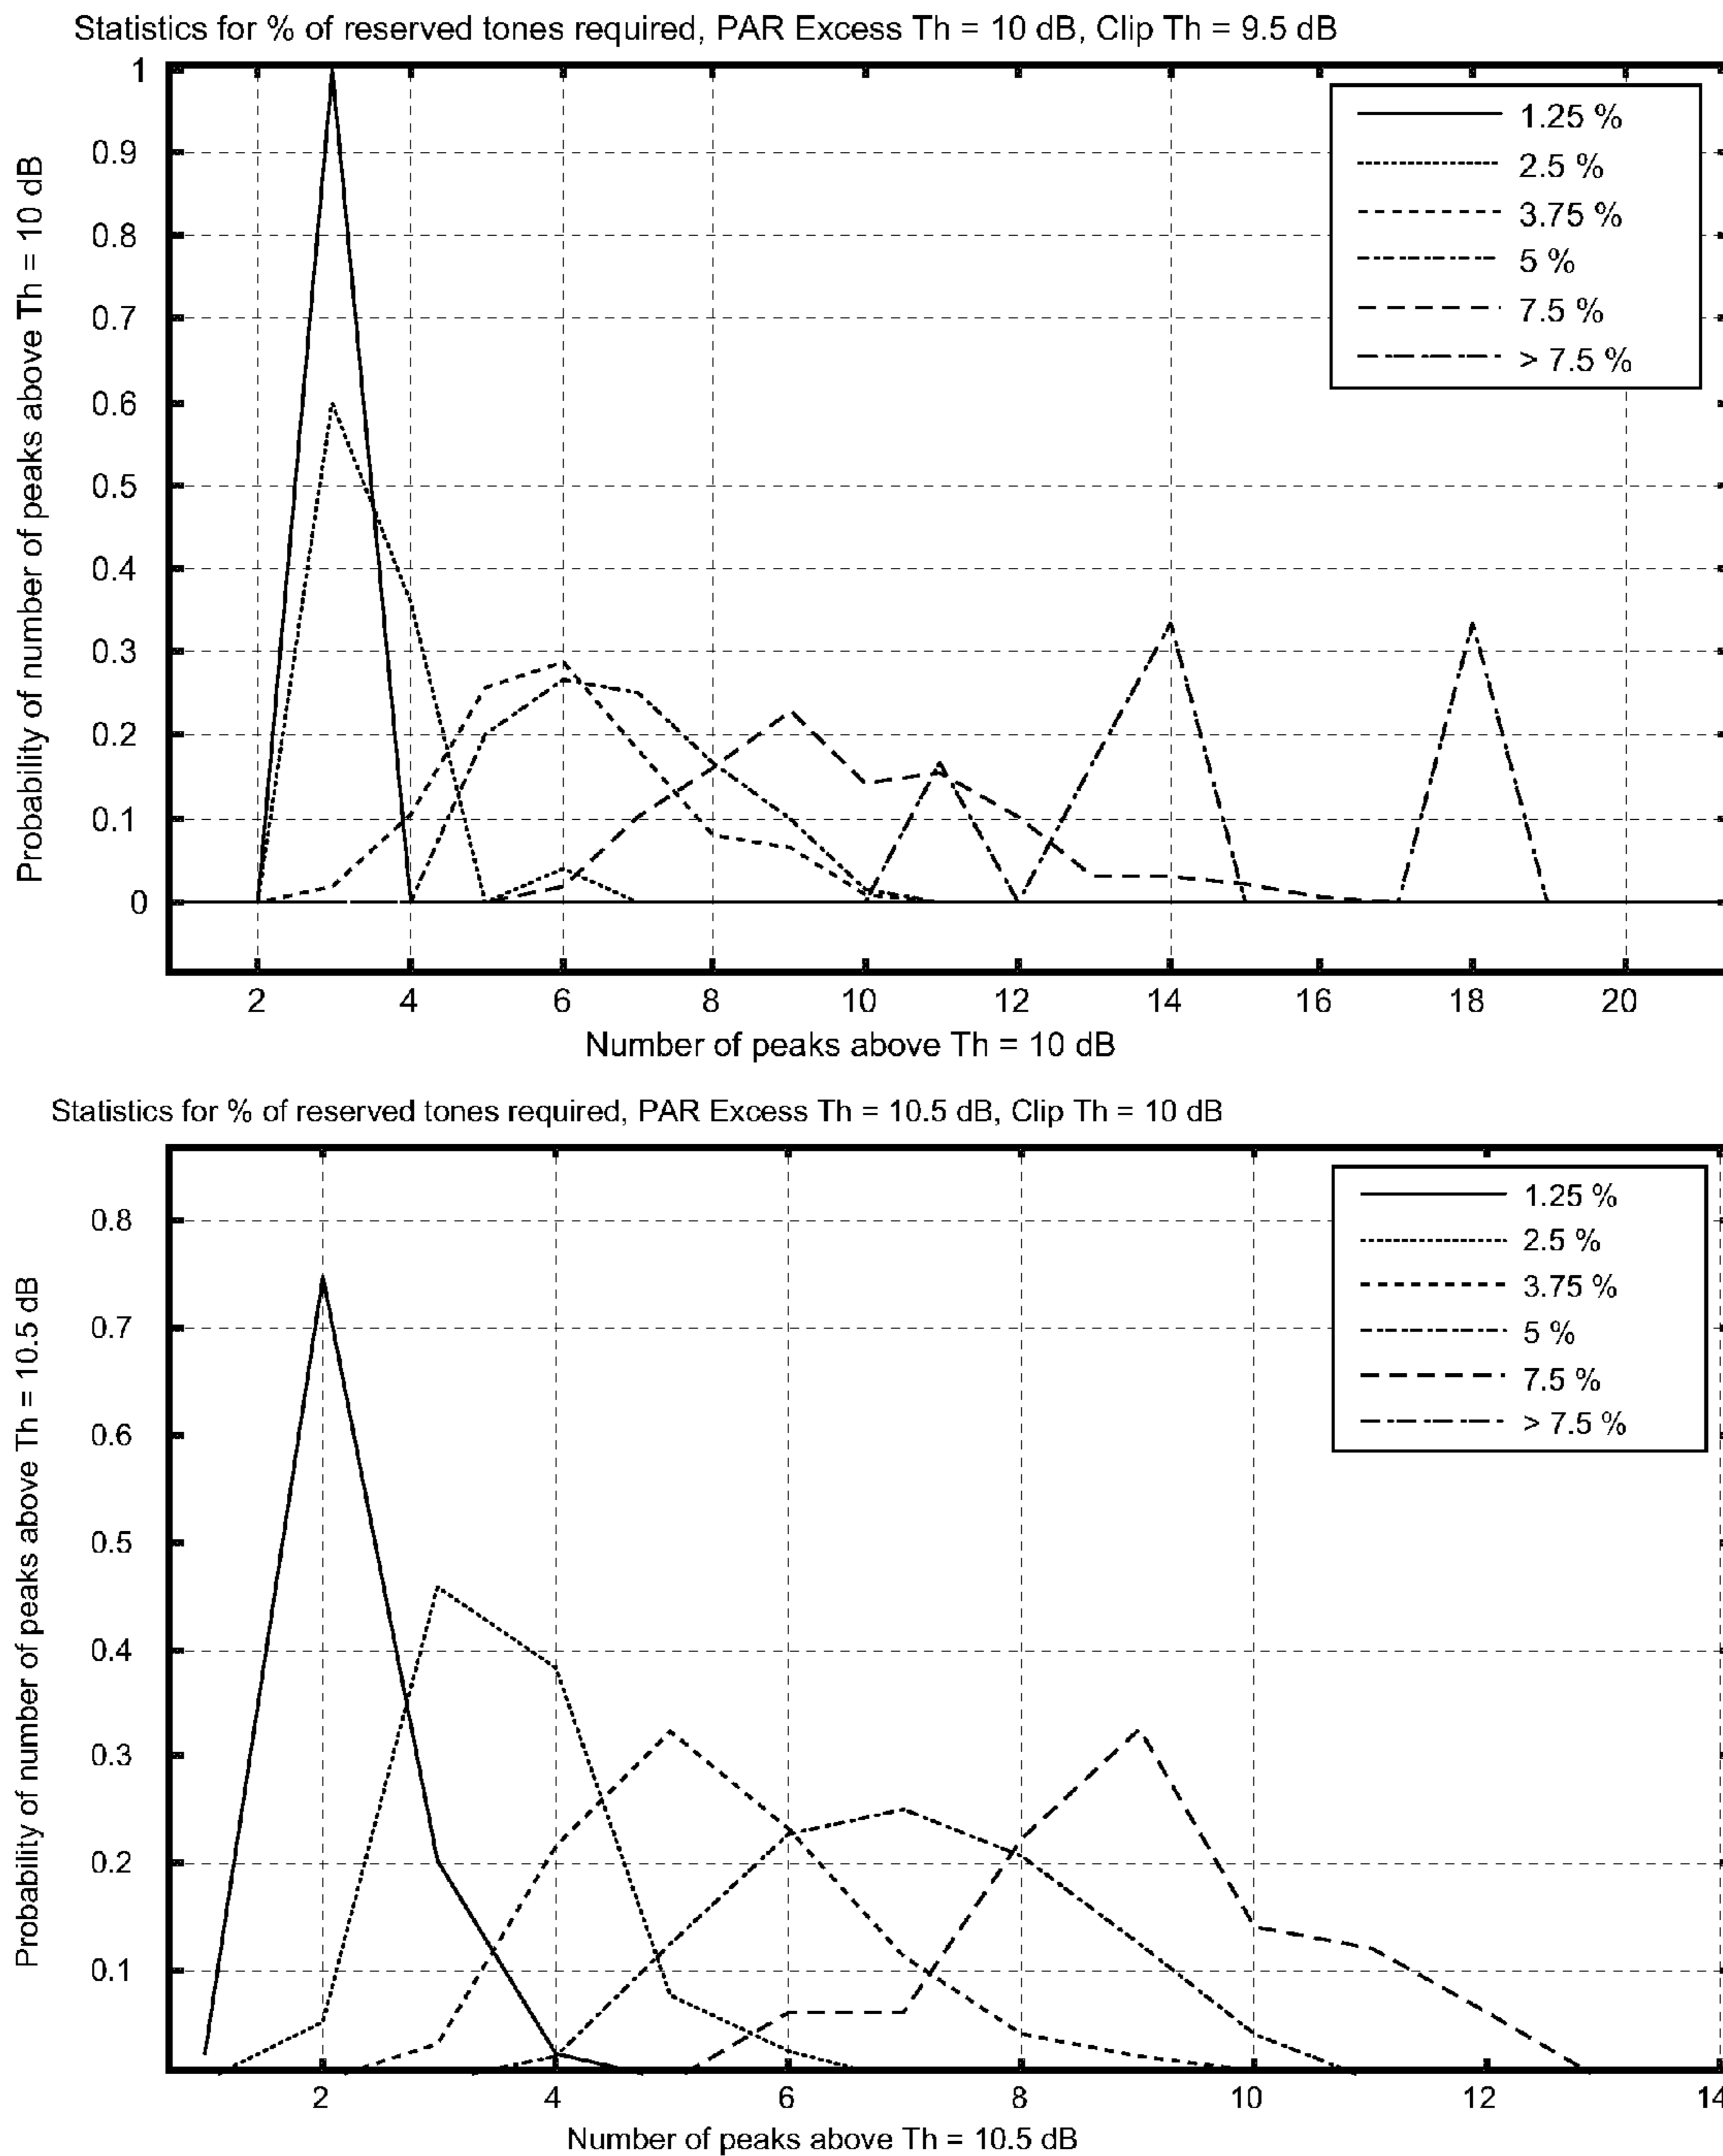 Statistics for % of reserved tones required, PAR Excess Th = 10 dB, Clip Th = 9.5 dB
Probability of number of peaks above Th = 10 dB
1
0.9
0.8
0.7
0.6
0.5
0.4
0.3
0.2
0.1
0
1.25 %
2.5 %
3.75 %
5 %
7.5 %
> 7.5 %
2 4 6 8 10 12 14 16 18 20
Number of peaks above Th = 10 dB
Statistics for % of reserved tones required, PAR Excess Th = 10.5 dB, Clip Th = 10 dB
Probability of number of peaks above Th = 10.5 dB
0.8
0.7
0.6
0.5
0.4
0.3
0.2
0.1
1.25 %
2.5 %
3.75 %
5 %
7.5 %
> 7.5 %
2 4 6 8 10 12 14
Number of peaks above Th = 10.5 dB